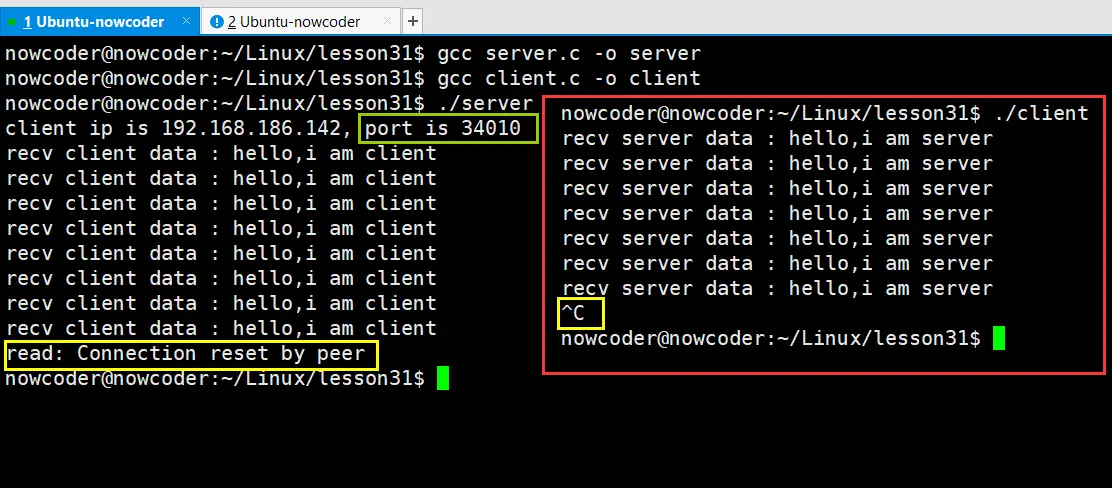 1 Ubuntu-nowcoder × 2 Ubuntu-nowcoder × +
nowcoder@nowcoder:~/Linux/lesson31$ gcc server.c -o server
nowcoder@nowcoder:~/Linux/lesson31$ gcc client.c -o client
nowcoder@nowcoder:~/Linux/lesson31$ ./server
client ip is 192.168.186.142, port is 34010
recv client data : hello,i am client
recv client data : hello,i am client
recv client data : hello,i am client
recv client data : hello,i am client
recv client data : hello,i am client
recv client data : hello,i am client
recv client data : hello,i am client
recv client data : hello,i am client
read: Connection reset by peer
nowcoder@nowcoder:~/Linux/lesson31$
nowcoder@nowcoder:~/Linux/lesson31$ ./client
recv server data : hello,i am server
recv server data : hello,i am server
recv server data : hello,i am server
recv server data : hello,i am server
recv server data : hello,i am server
recv server data : hello,i am server
recv server data : hello,i am server
^C
nowcoder@nowcoder:~/Linux/lesson31$